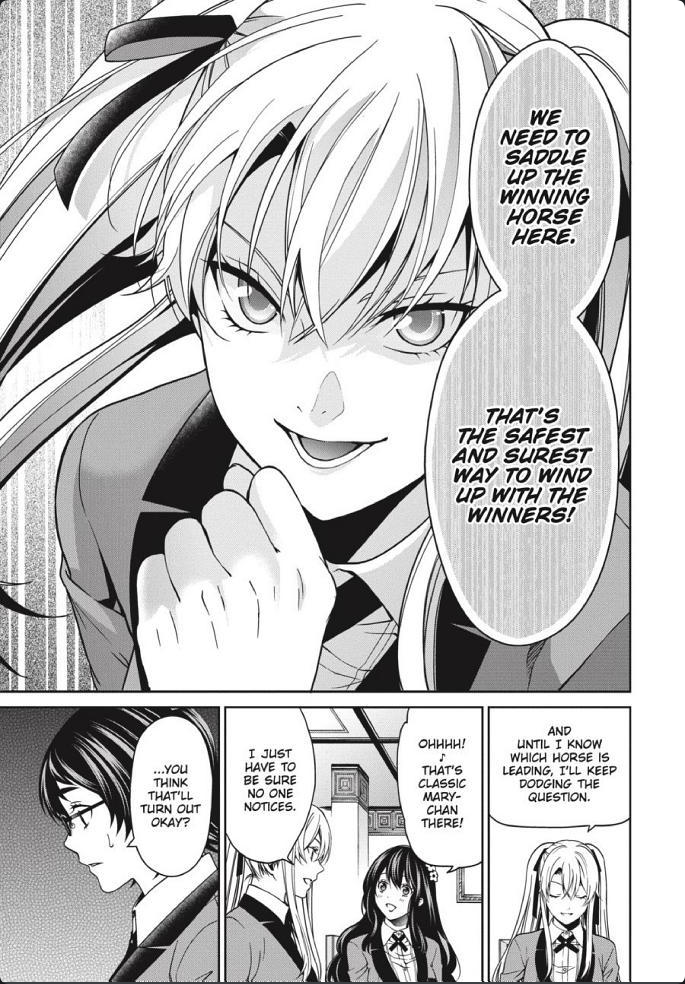 WE
NEED TO
SADDLE
UP THE
WINNING
HORSE
HERE.
THAT'S
THE SAFEST
AND SUREST
WAY TO WIND
UP WITH THE
WINNERS!
AND
UNTIL I KNOW
WHICH HORSE IS
LEADING, I'LL KEEP
DODGING THE
QUESTION.
OHHHH!
♪
THAT'S
CLASSIC
MARY-
CHAN
THERE!
I JUST
HAVE TO
BE SURE
NO ONE
NOTICES.
...YOU
THINK
THAT'LL
TURN OUT
OKAY?